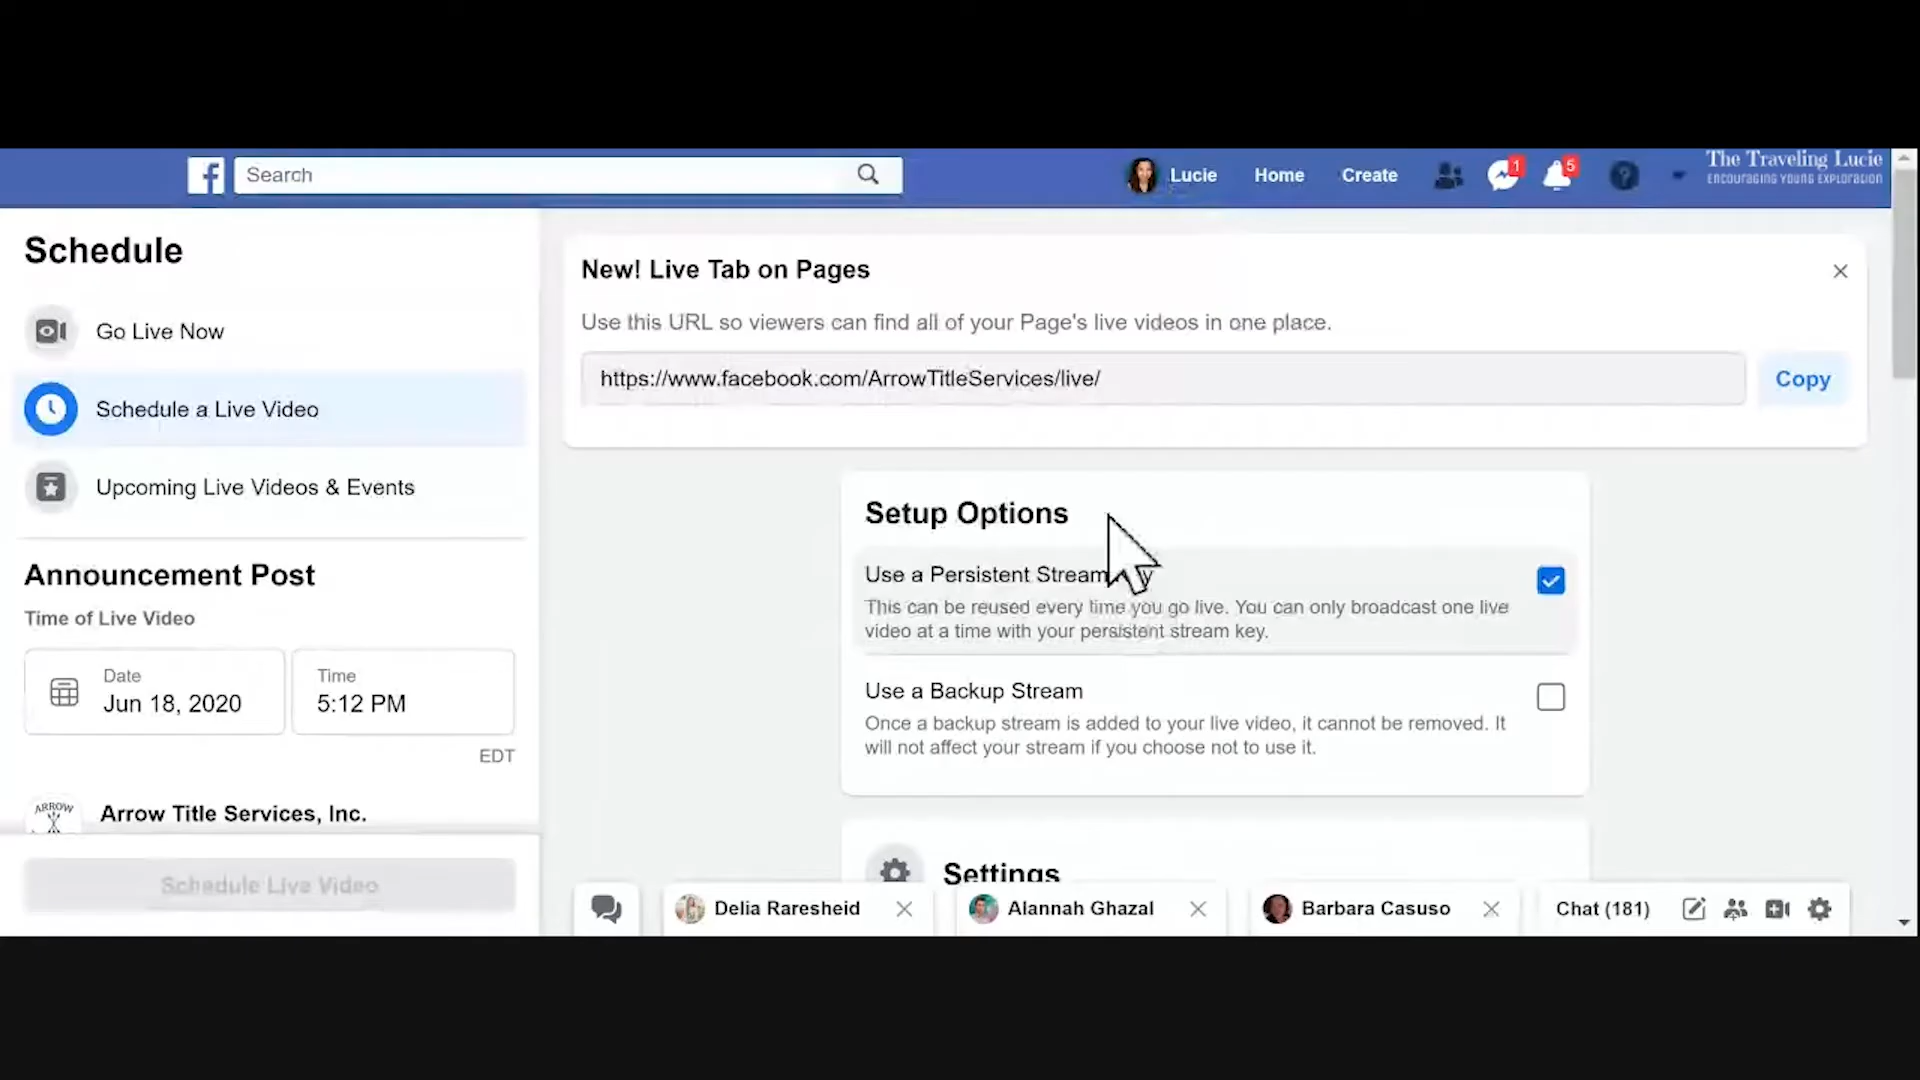 Search
Lucie
Home
Create
1
5
The Traveling Lucie
ENCOURAGING YOUNG EXPLORATION
Schedule
Go Live Now
Schedule a Live Video
Upcoming Live Videos & Events
Announcement Post
Time of Live Video
Date
Jun 18, 2020
Time
5:12 PM
EDT
ARROW
Arrow Title Services, Inc.
Schedule Live Video
New! Live Tab on Pages
Use this URL so viewers can find all of your Page's live videos in one place.
https://www.facebook.com/ArrowTitleServices/live/
Copy
Setup Options
Use a Persistent Stream
This can be reused every time you go live. You can only broadcast one live
video at a time with your persistent stream key.
Use a Backup Stream
Once a backup stream is added to your live video, it cannot be removed. It
will not affect your stream if you choose not to use it.
Settings
Delia Raresheid
Alannah Ghazal
Barbara Casuso
Chat (181)